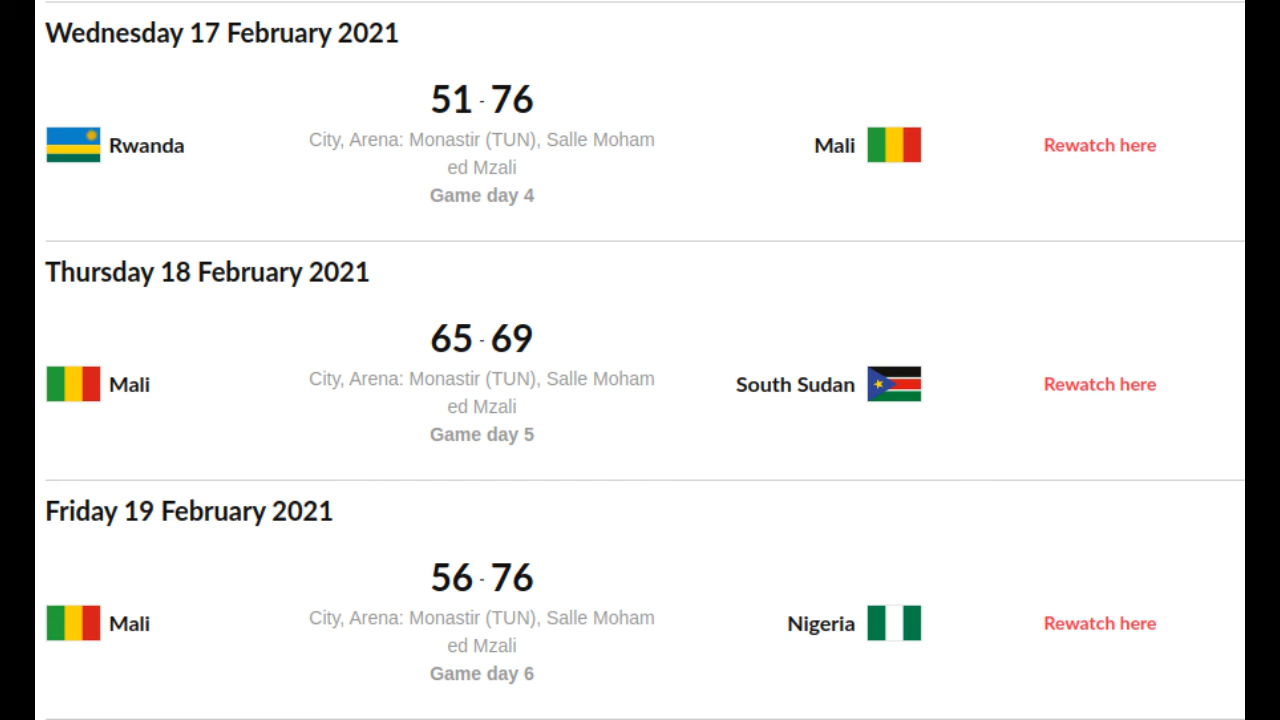 Wednesday 17 February 2021
51 - 76
City, Arena: Monastir (TUN), Salle Moham
ed Mzali
Game day 4
Rwanda
Mali
Rewatch here
Thursday 18 February 2021
65 - 69
City, Arena: Monastir (TUN), Salle Moham
ed Mzali
Game day 5
Mali
South Sudan
Rewatch here
Friday 19 February 2021
56 - 76
City, Arena: Monastir (TUN), Salle Moham
ed Mzali
Game day 6
Mali
Nigeria
Rewatch here